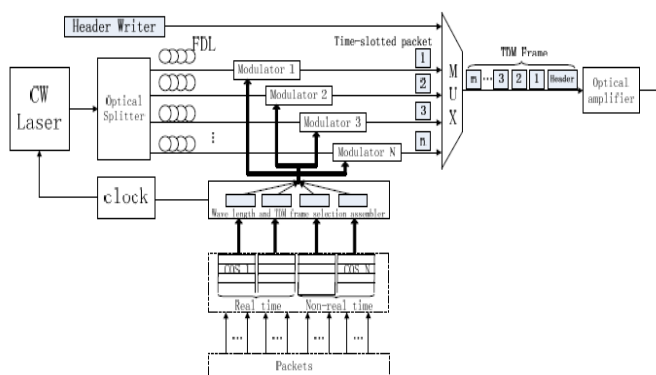 Header Writer
FDL
Time-slotted packet
TDM Frame
CW
Laser
Optical
Splitter
Modulator 1
Modulator 2
Modulator 3
Modulator N
1
2
3
n
M
U
X
m ... 3 2 1 Header
Optical
amplifier
clock
Wave length and TDM frame selection assembler
COS 1
COS N
Real time
Non-real time
... ... ... ...
Packets